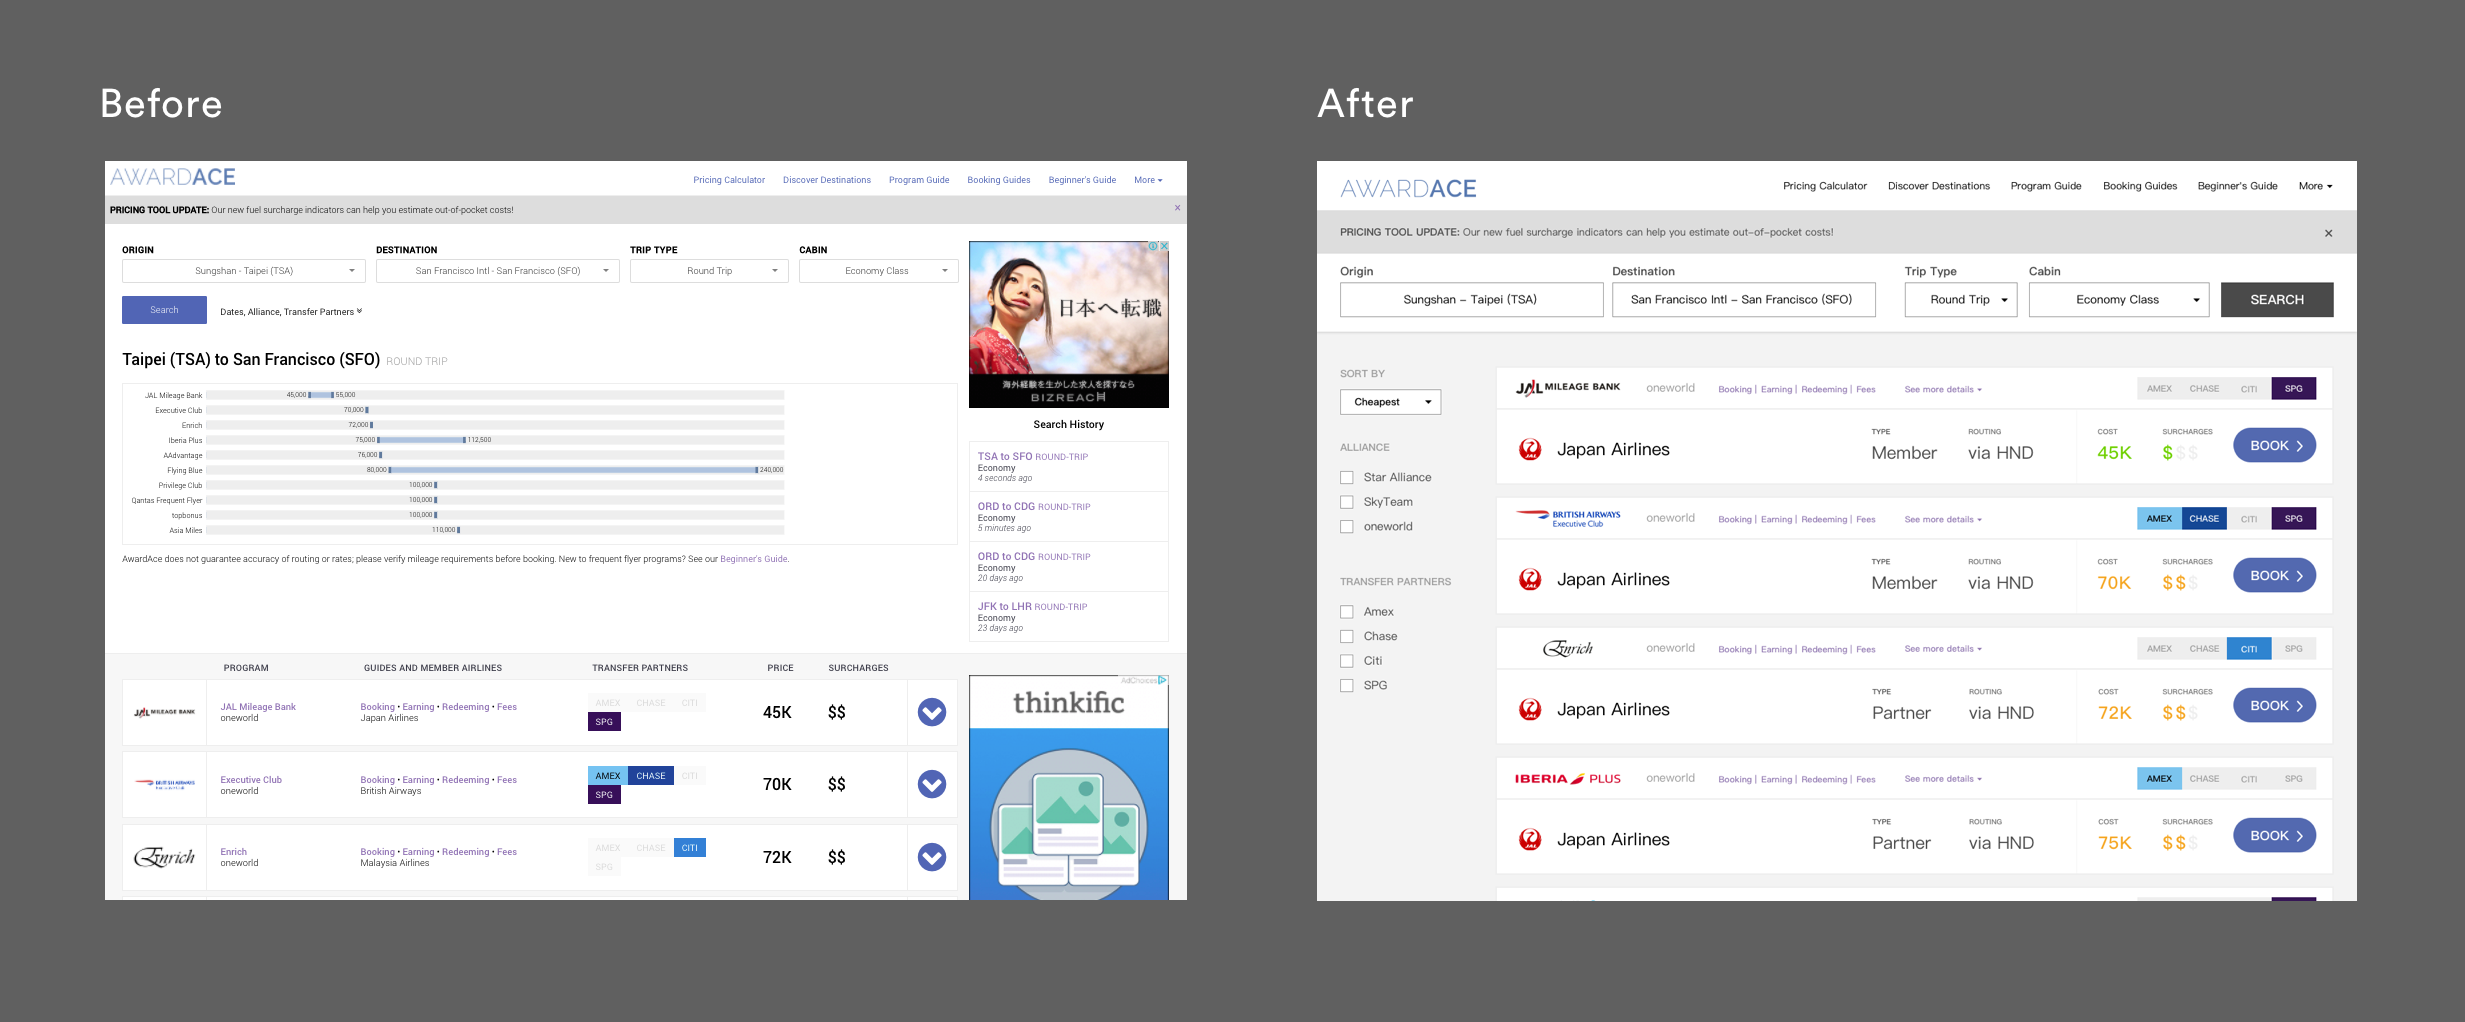 Before
AWARDACE
Pricing Calculator Discover Destinations Program Guide Booking Guides Beginner's Guide More
PRICING TOOL UPDATE: Our new fuel surcharge indicators can help you estimate out-of-pocket costs! ×
ORIGIN DESTINATION TRIP TYPE CABIN
Sungshan - Taipei (TSA) San Francisco Intl - San Francisco (SFO) Round Trip Economy Class
Search Dates, Alliance, Transfer Partners
Taipei (TSA) to San Francisco (SFO) ROUND TRIP
JAL Mileage Bank 45,000 55,000
Executive Club 70,000
Enrich 72,000
Iberia Plus 75,000 112,500
AAdvantage 76,000
Flying Blue 80,000 240,000
Privilege Club 100,000
Qantas Frequent Flyer 100,000
topbonus 100,000
Asia Miles 110,000
AwardAce does not guarantee accuracy of routing or rates; please verify mileage requirements before booking. New to frequent flyer programs? See our Beginner's Guide.
日本へ転職
海外経験を生かした求人を探すなら
BIZREACH
Search History
TSA to SFO ROUND-TRIP
Economy
4 seconds ago
ORD to CDG ROUND-TRIP
Economy
5 minutes ago
ORD to CDG ROUND-TRIP
Economy
20 days ago
JFK to LHR ROUND-TRIP
Economy
23 days ago
PROGRAM GUIDES AND MEMBER AIRLINES TRANSFER PARTNERS PRICE SURCHARGES
JAL MILEAGE BANK
JAL Mileage Bank
oneworld
Booking • Earning • Redeeming • Fees
Japan Airlines
AMEX CHASE CITI
SPG
45K $$
BRITISH AIRWAYS
Executive Club
oneworld
Booking • Earning • Redeeming • Fees
British Airways
AMEX CHASE CITI
SPG
70K $$
Enrich
Enrich
oneworld
Booking • Earning • Redeeming • Fees
Malaysia Airlines
AMEX CHASE CITI
SPG
72K $$
AdChoices
thinkific
After
AWARDACE
Pricing Calculator Discover Destinations Program Guide Booking Guides Beginner's Guide More
PRICING TOOL UPDATE: Our new fuel surcharge indicators can help you estimate out-of-pocket costs! ×
Origin Destination Trip Type Cabin
Sungshan – Taipei (TSA) San Francisco Intl – San Francisco (SFO) Round Trip Economy Class SEARCH
SORT BY
Cheapest
ALLIANCE
Star Alliance
SkyTeam
oneworld
TRANSFER PARTNERS
Amex
Chase
Citi
SPG
JAL MILEAGE BANK oneworld Booking | Earning | Redeeming | Fees See more details AMEX CHASE CITI SPG
TYPE ROUTING COST SURCHARGES
JAL Japan Airlines Member via HND 45K $$$ BOOK
BRITISH AIRWAYS
Executive Club
oneworld Booking | Earning | Redeeming | Fees See more details AMEX CHASE CITI SPG
TYPE ROUTING COST SURCHARGES
JAL Japan Airlines Member via HND 70K $$$ BOOK
Enrich oneworld Booking | Earning | Redeeming | Fees See more details AMEX CHASE CITI SPG
TYPE ROUTING COST SURCHARGES
JAL Japan Airlines Partner via HND 72K $$$ BOOK
IBERIA PLUS oneworld Booking | Earning | Redeeming | Fees See more details AMEX CHASE CITI SPG
TYPE ROUTING COST SURCHARGES
JAL Japan Airlines Partner via HND 75K $$$ BOOK